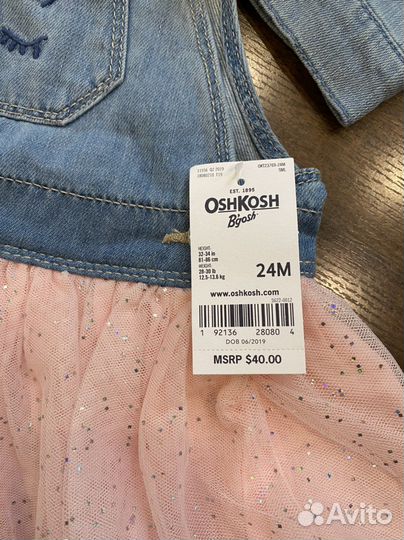 EST. 1895
OSHKOSH
B'gosh
HEIGHT:
32-34 in
81-86 cm
WEIGHT:
28-30 lb
12.5-13.6 kg
24M
www.oshkosh.com
1 92136 28080 4
DOB 06/2019
MSRP $40.00
Avito